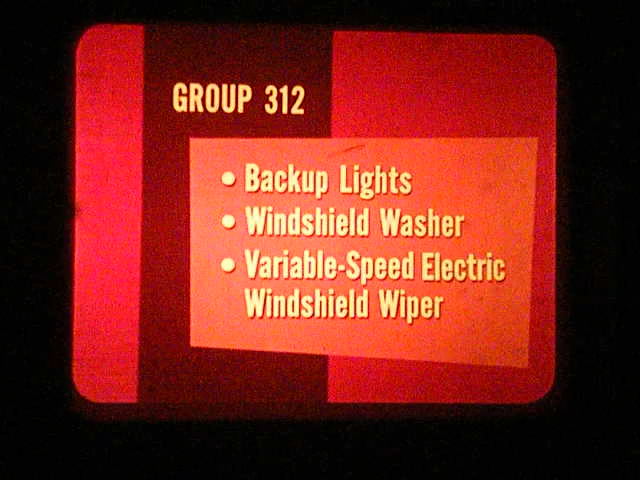 GROUP 312
• Backup Lights
• Windshield Washer
• Variable-Speed Electric
Windshield Wiper